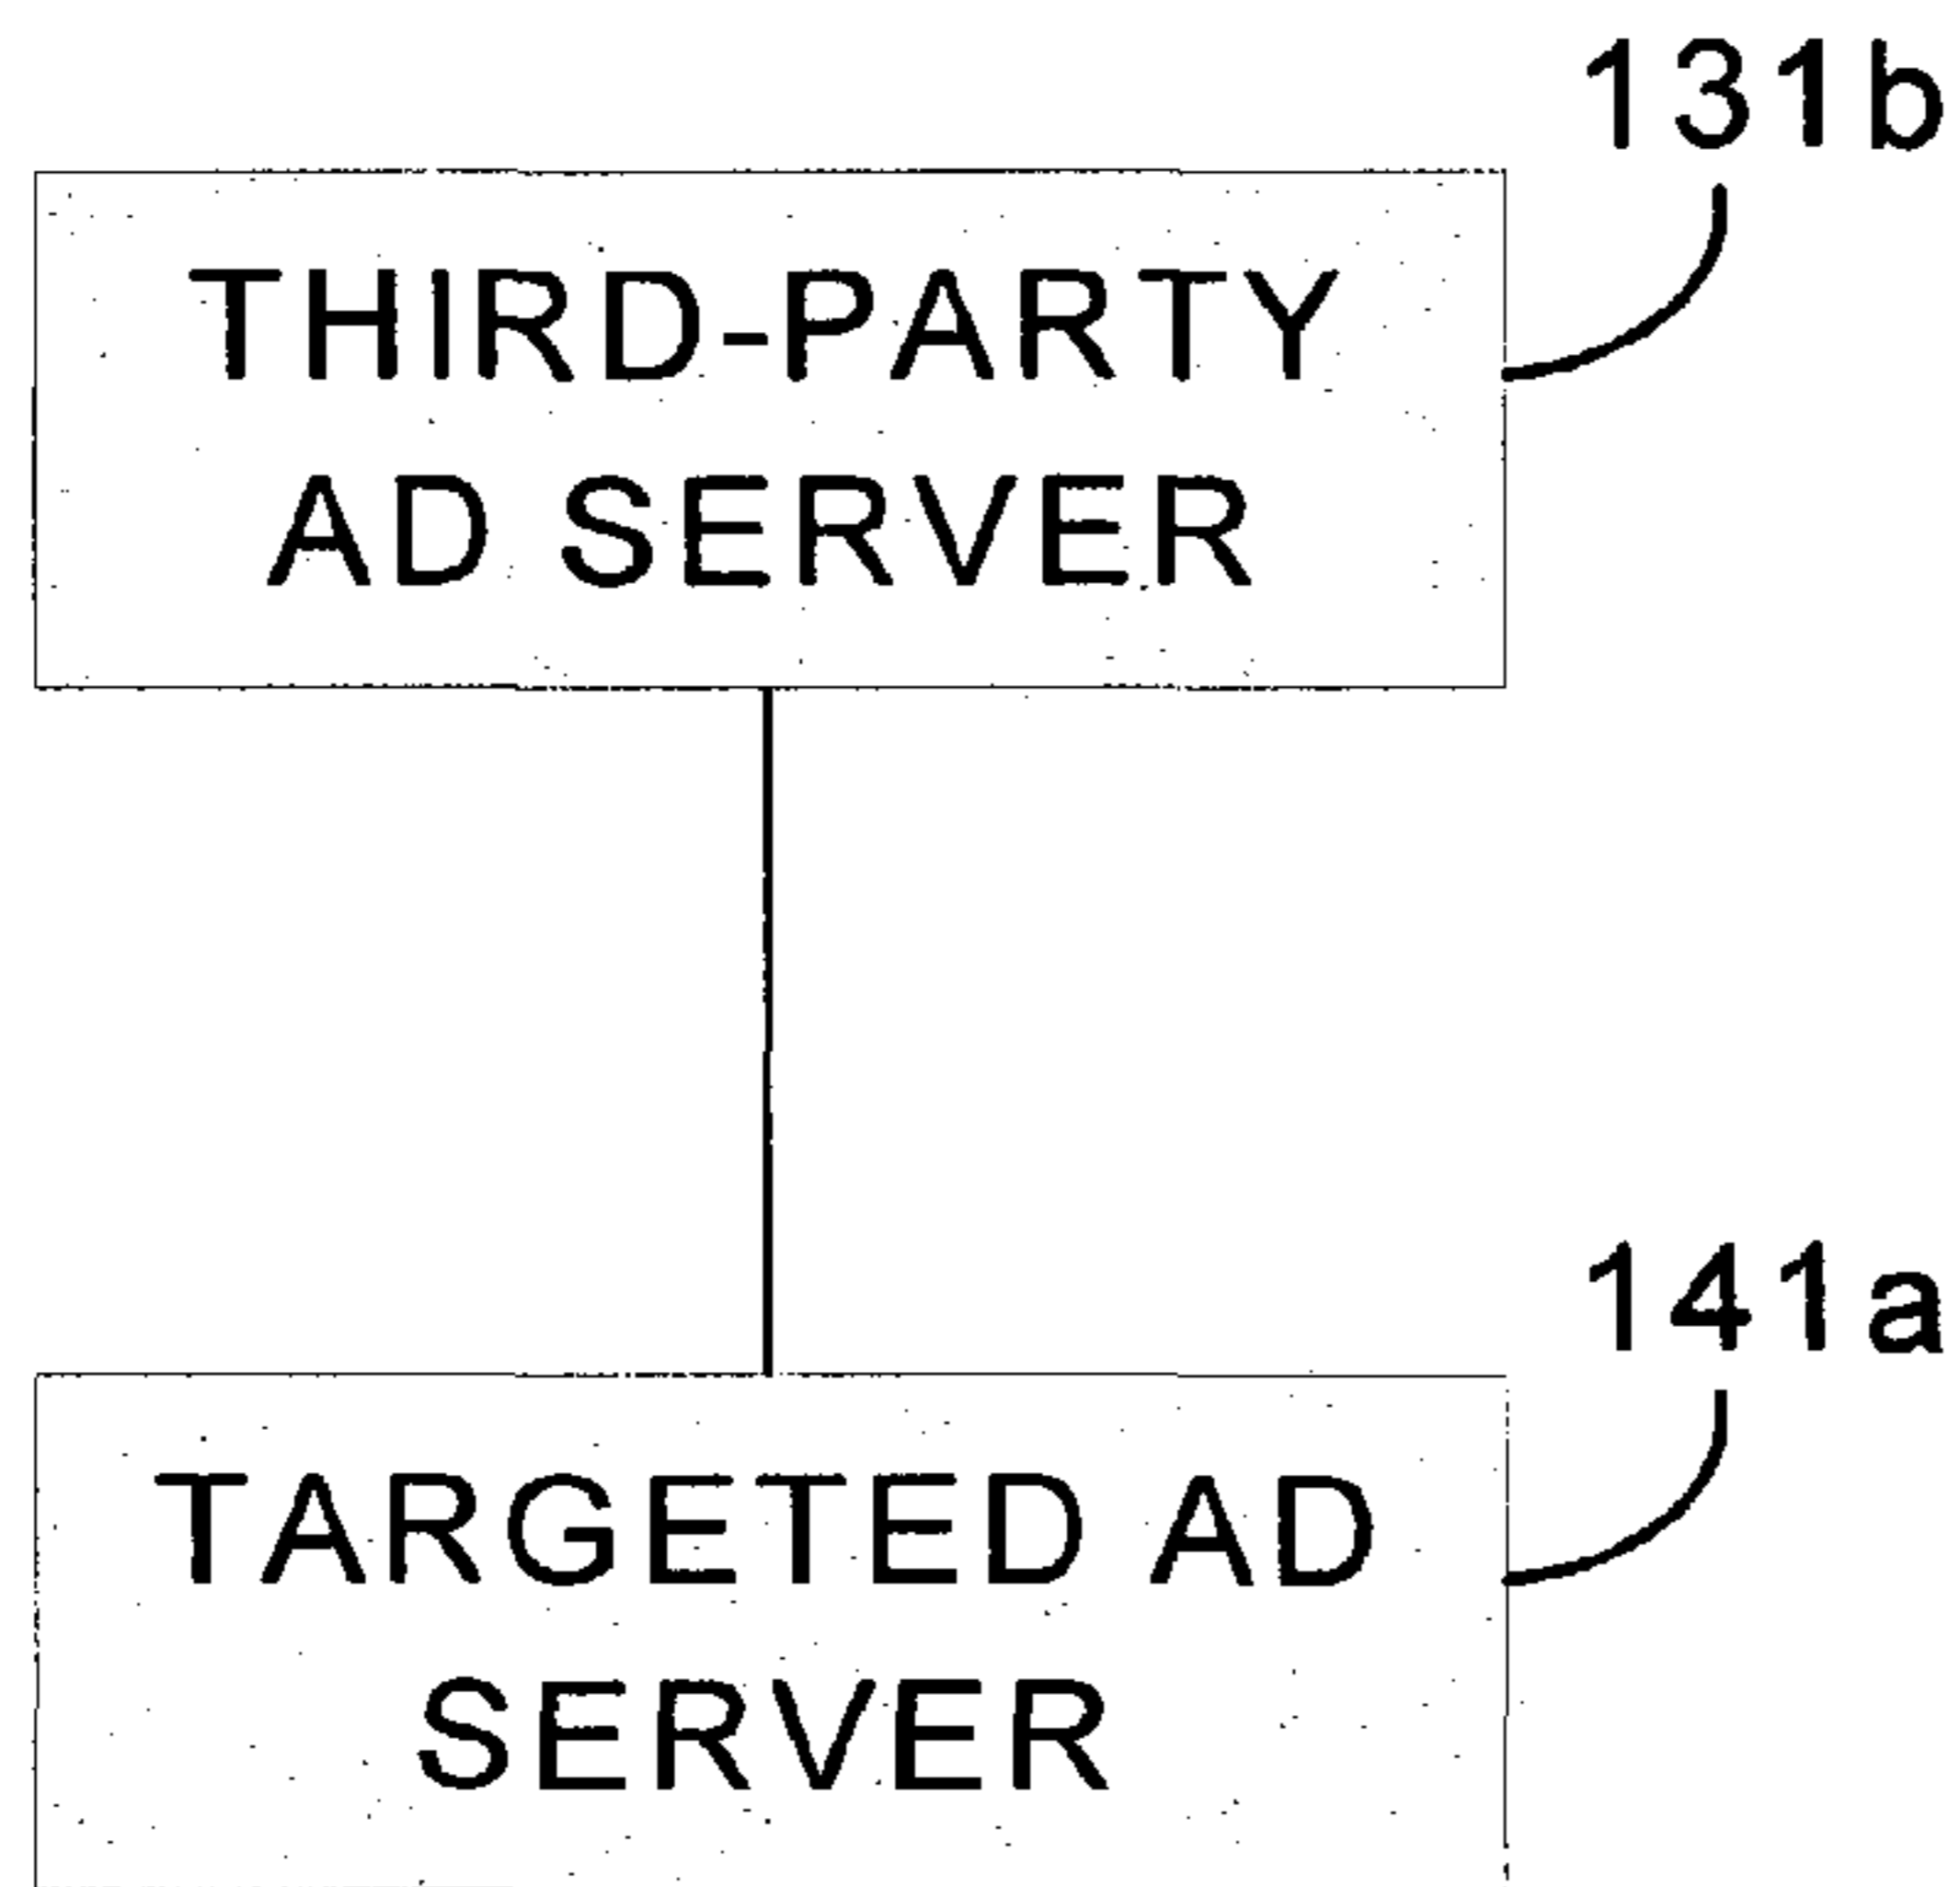 131b
THIRD-PARTY
AD SERVER
141a
TARGETED AD
SERVER